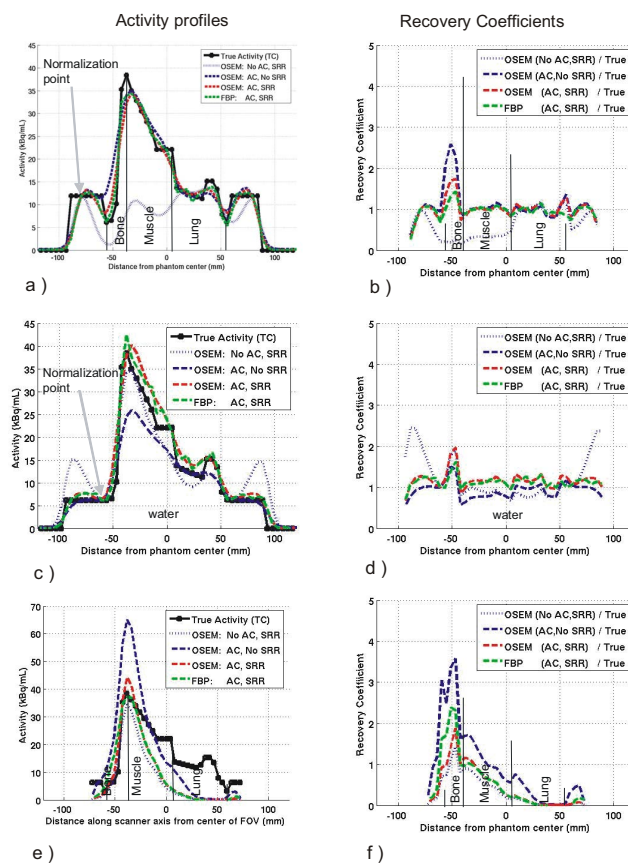 Activity profiles
Recovery Coefficients
a )
Activity (kBq/mL)
45
40
35
30
25
20
15
10
5
0
Normalization
point
True Activity (TC)
OSEM: No AC, SRR
OSEM: AC, No SRR
OSEM: AC, SRR
FBP: AC, SRR
Bone
Muscle
Lung
-100 -50 0 50 100
Distance from phantom center (mm)
b )
Recovery Coefficient
5
4
3
2
1
0
OSEM (No AC,SRR) / True
OSEM (AC,No SRR) / True
OSEM (AC, SRR) / True
FBP (AC, SRR) / True
Bone
Muscle
Lung
-100 -50 0 50 100
Distance from phantom center (mm)
c )
Activity (kBq/mL)
45
40
35
30
25
20
15
10
5
0
Normalization
point
True Activity (TC)
OSEM: No AC, SRR
OSEM: AC, No SRR
OSEM: AC, SRR
FBP: AC, SRR
water
-100 -50 0 50 100
Distance from phantom center (mm)
d )
Recovery Coefficient
5
4
3
2
1
0
OSEM (No AC,SRR) / True
OSEM (AC,No SRR) / True
OSEM (AC, SRR) / True
FBP (AC, SRR) / True
water
-100 -50 0 50 100
Distance from phantom center (mm)
e )
Activity (kBq/mL)
70
60
50
40
30
20
10
0
True Activity (TC)
OSEM: No AC, SRR
OSEM: AC, No SRR
OSEM: AC, SRR
FBP: AC, SRR
Bone
Muscle
Lung
-100 -50 0 50 100
Distance along scanner axis from center of FOV (mm)
f )
Recovery Coefficient
5
4
3
2
1
0
OSEM (No AC,SRR) / True
OSEM (AC,No SRR) / True
OSEM (AC, SRR) / True
FBP (AC, SRR) / True
Bone
Muscle
Lung
-100 -50 0 50 100
Distance from phantom center (mm)